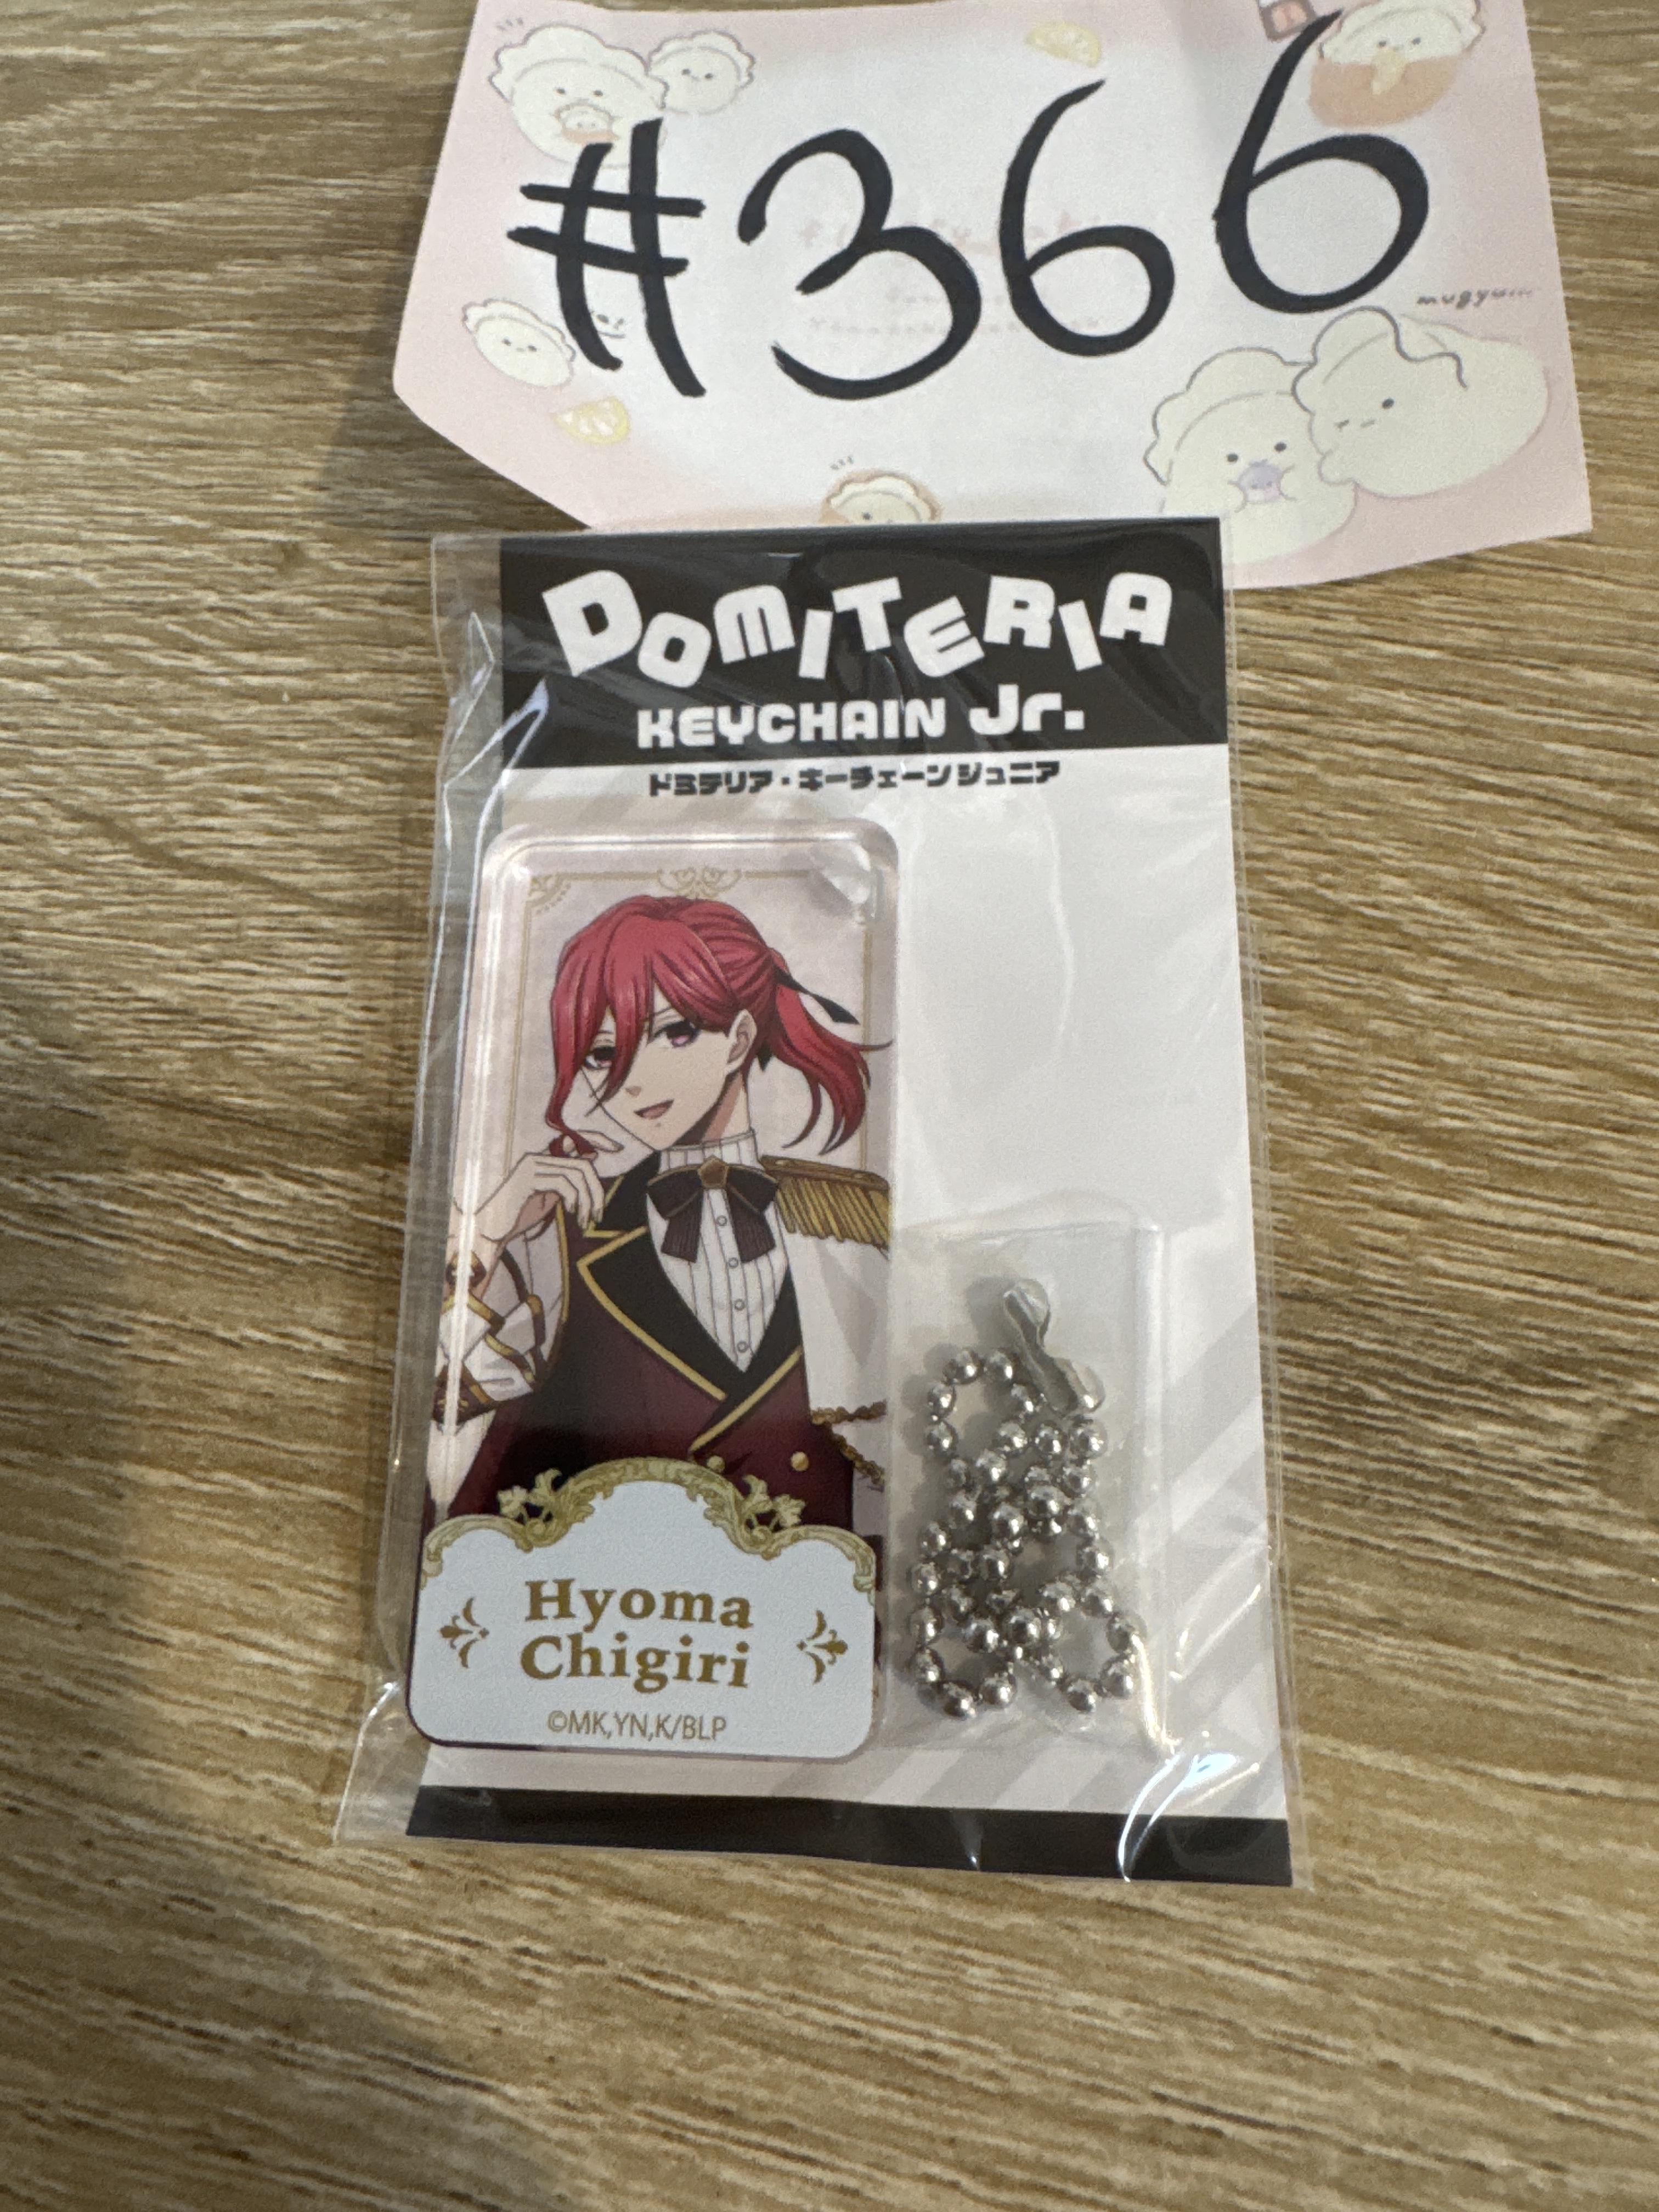 #366
mugyu
DOMITERIA
KEYCHAIN Jr.
ドミテリア・キーチェーンジュニア
Hyoma
Chigiri
©MK,YN,K/BLP